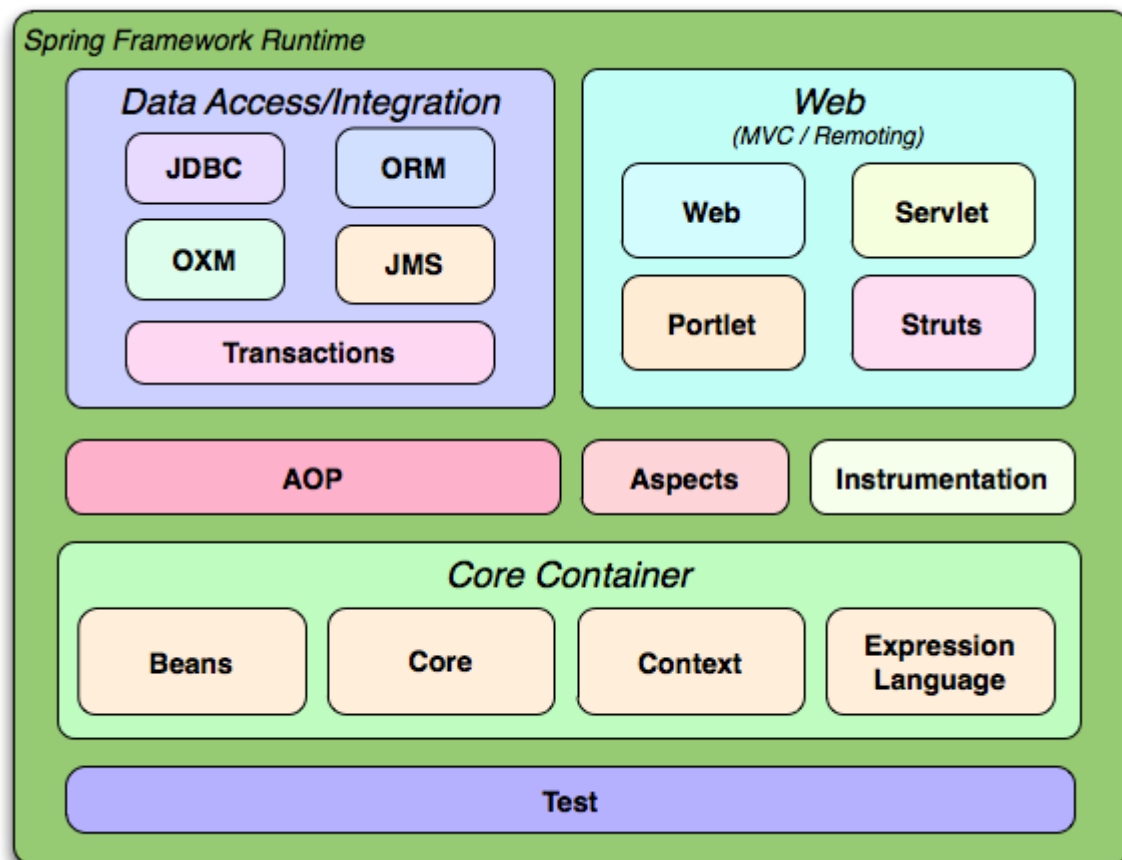 Spring Framework Runtime
Data Access/Integration
JDBC
ORM
OXM
JMS
Transactions
Web
(MVC / Remoting)
Web
Servlet
Portlet
Struts
AOP
Aspects
Instrumentation
Core Container
Beans
Core
Context
Expression
Language
Test